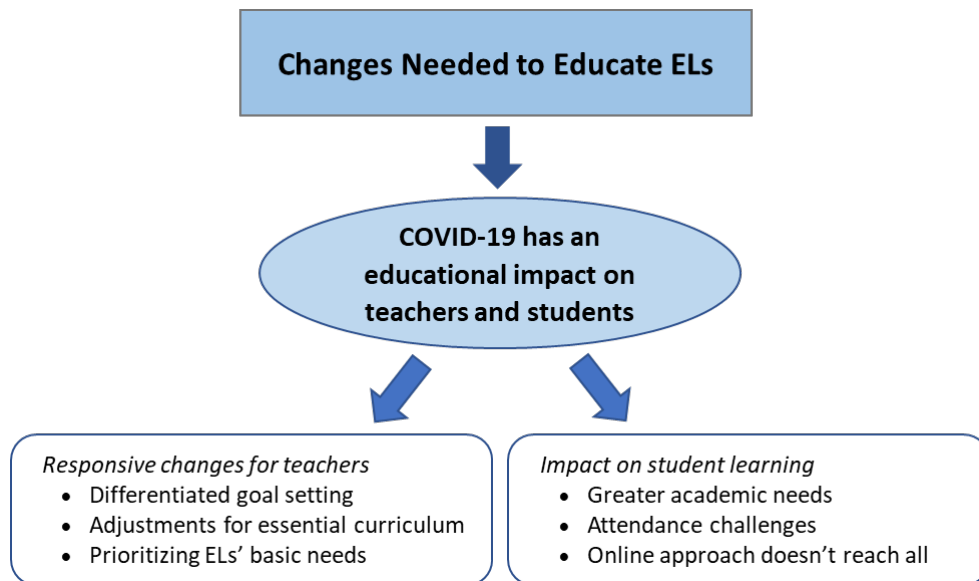 Changes Needed to Educate ELs
COVID-19 has an
educational impact on
teachers and students
Responsive changes for teachers
• Differentiated goal setting
• Adjustments for essential curriculum
• Prioritizing ELs’ basic needs
Impact on student learning
• Greater academic needs
• Attendance challenges
• Online approach doesn’t reach all